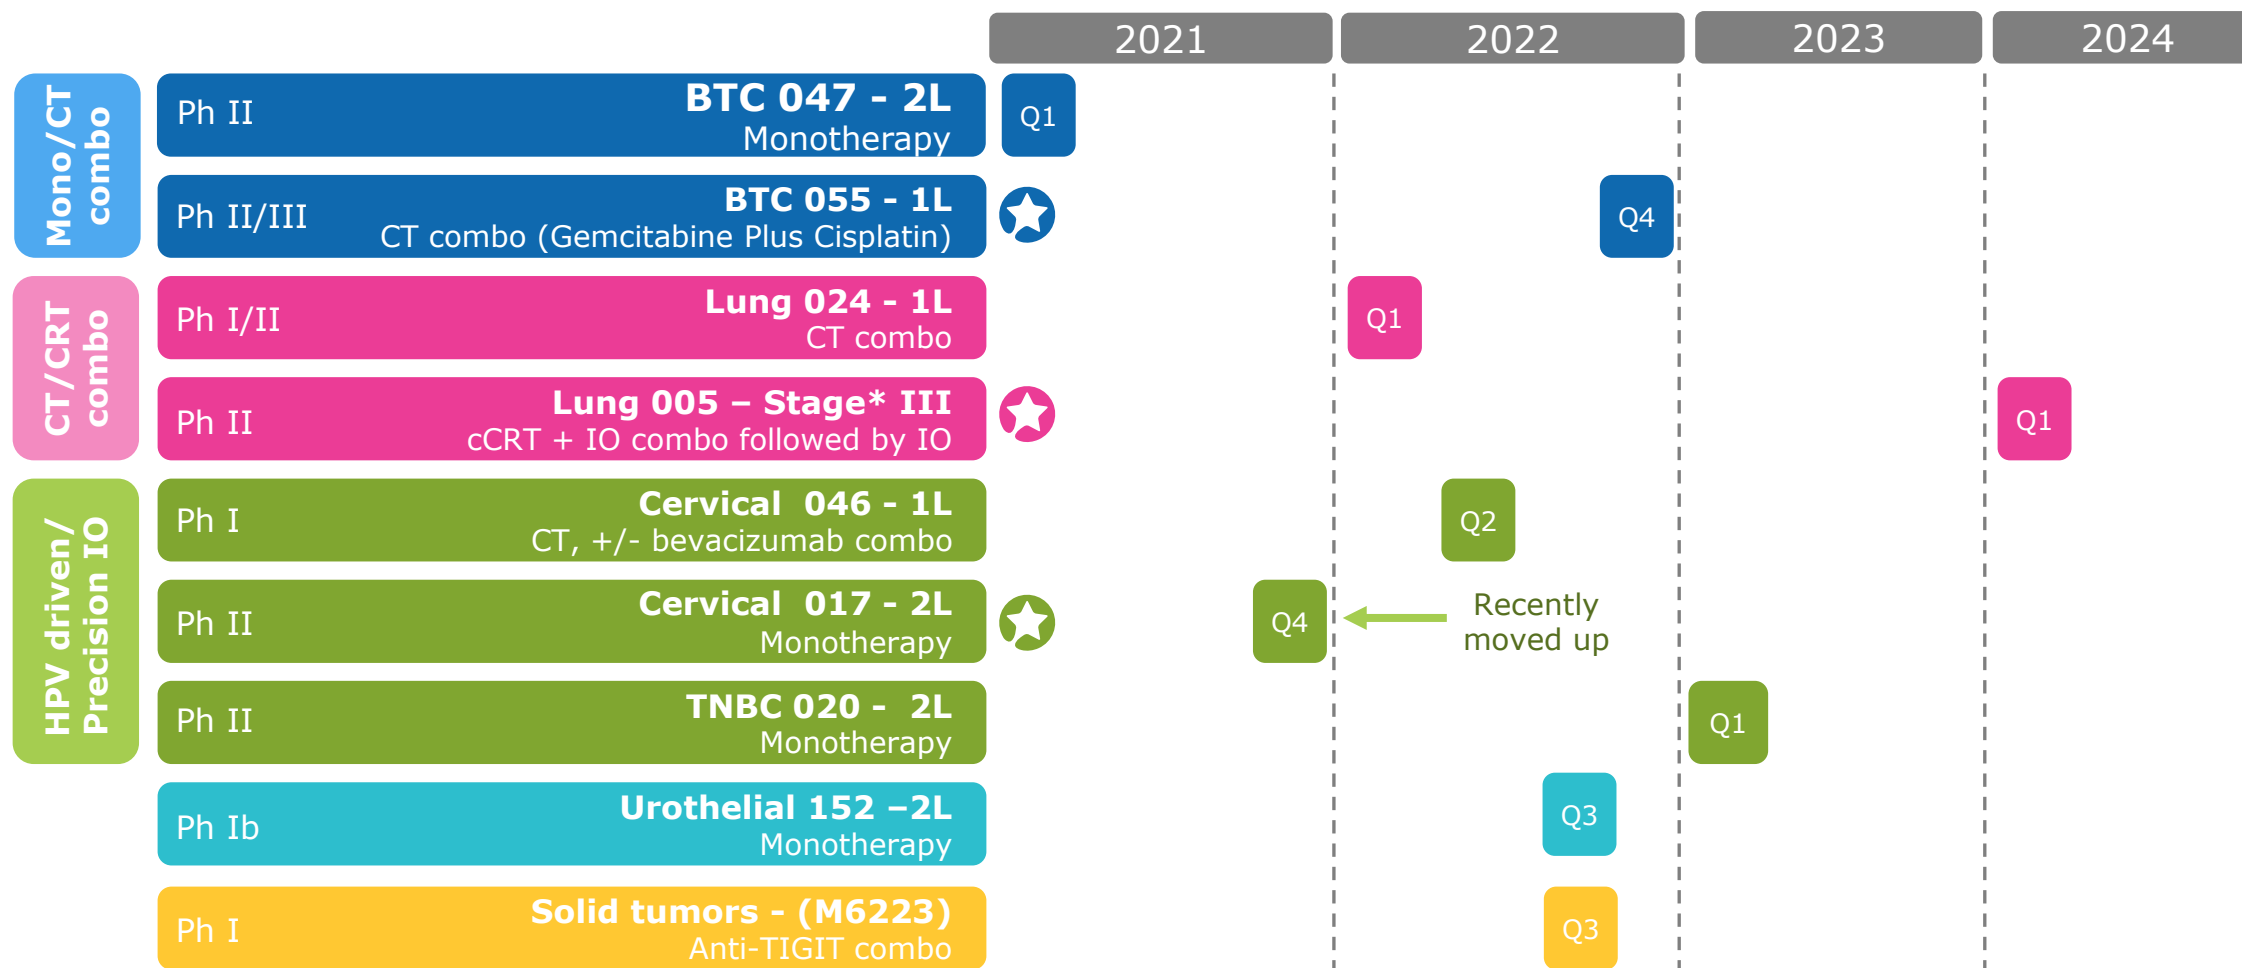 2021
2022
2023
2024
Mono/CT
combo
Ph II
BTC 047 - 2L
Monotherapy
Q1
Ph II/III
BTC 055 - 1L
CT combo (Gemcitabine Plus Cisplatin)
Q4
CT/CRT
combo
Ph I/II
Lung 024 - 1L
CT combo
Q1
Ph II
Lung 005 – Stage* III
cCRT + IO combo followed by IO
Q1
HPV driven/
Precision IO
Ph I
Cervical  046 - 1L
CT, +/- bevacizumab combo
Q2
Ph II
Cervical  017 - 2L
Monotherapy
Q4
Recently
moved up
Ph II
TNBC 020 -  2L
Monotherapy
Q1
Ph Ib
Urothelial 152 –2L
Monotherapy
Q3
Ph I
Solid tumors - (M6223)
Anti-TIGIT combo
Q3